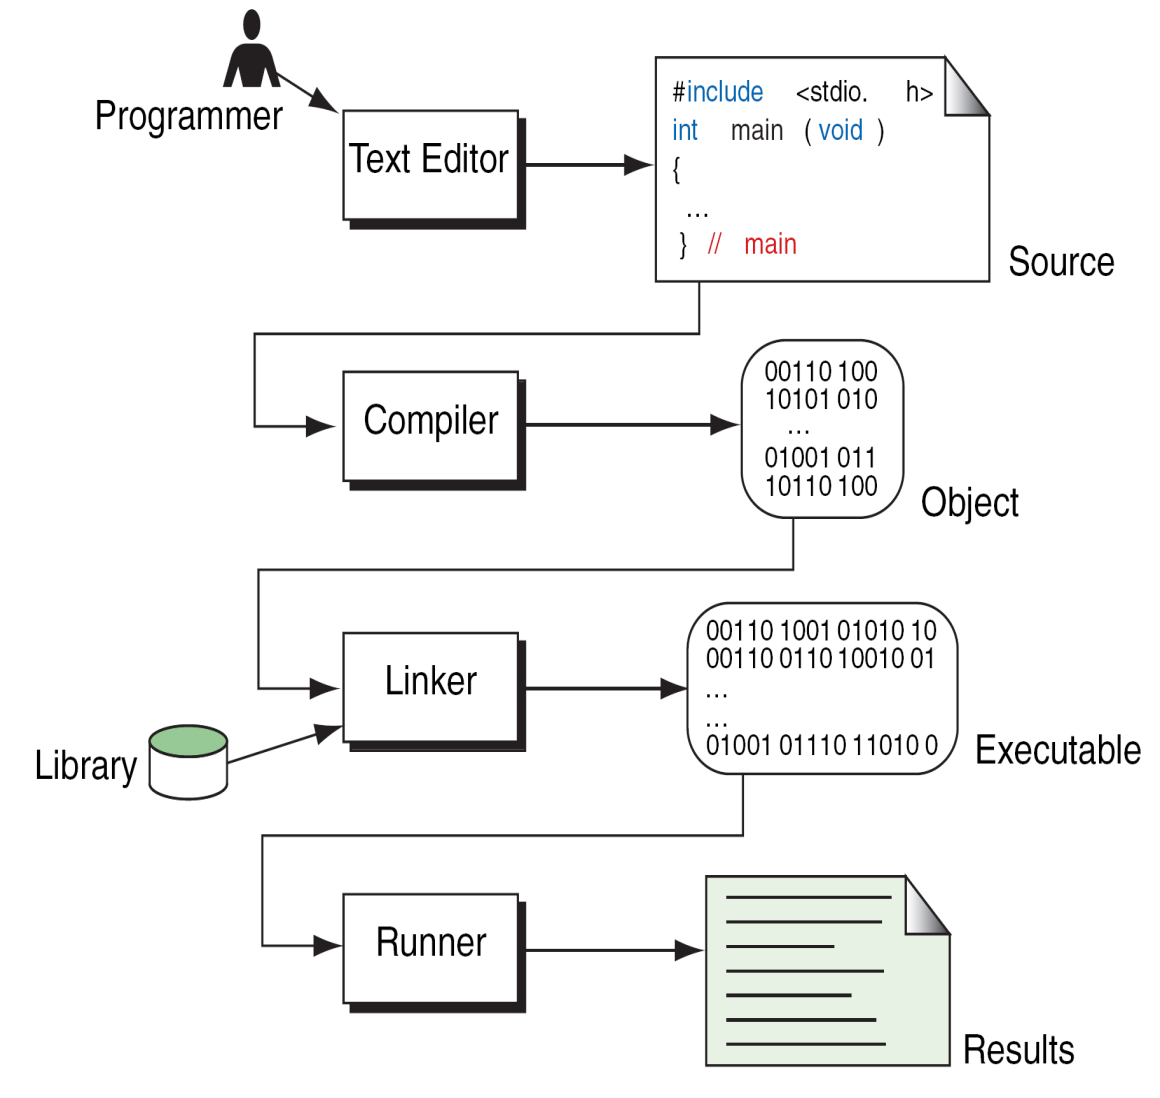 Programmer
Text Editor
#include <stdio. h>
int main ( void )
{
...
} // main
Source
Compiler
00110 100
10101 010
...
01001 011
10110 100
Object
Linker
Library
00110 1001 01010 10
00110 0110 10010 01
...
...
01001 01110 11010 0
Executable
Runner
Results